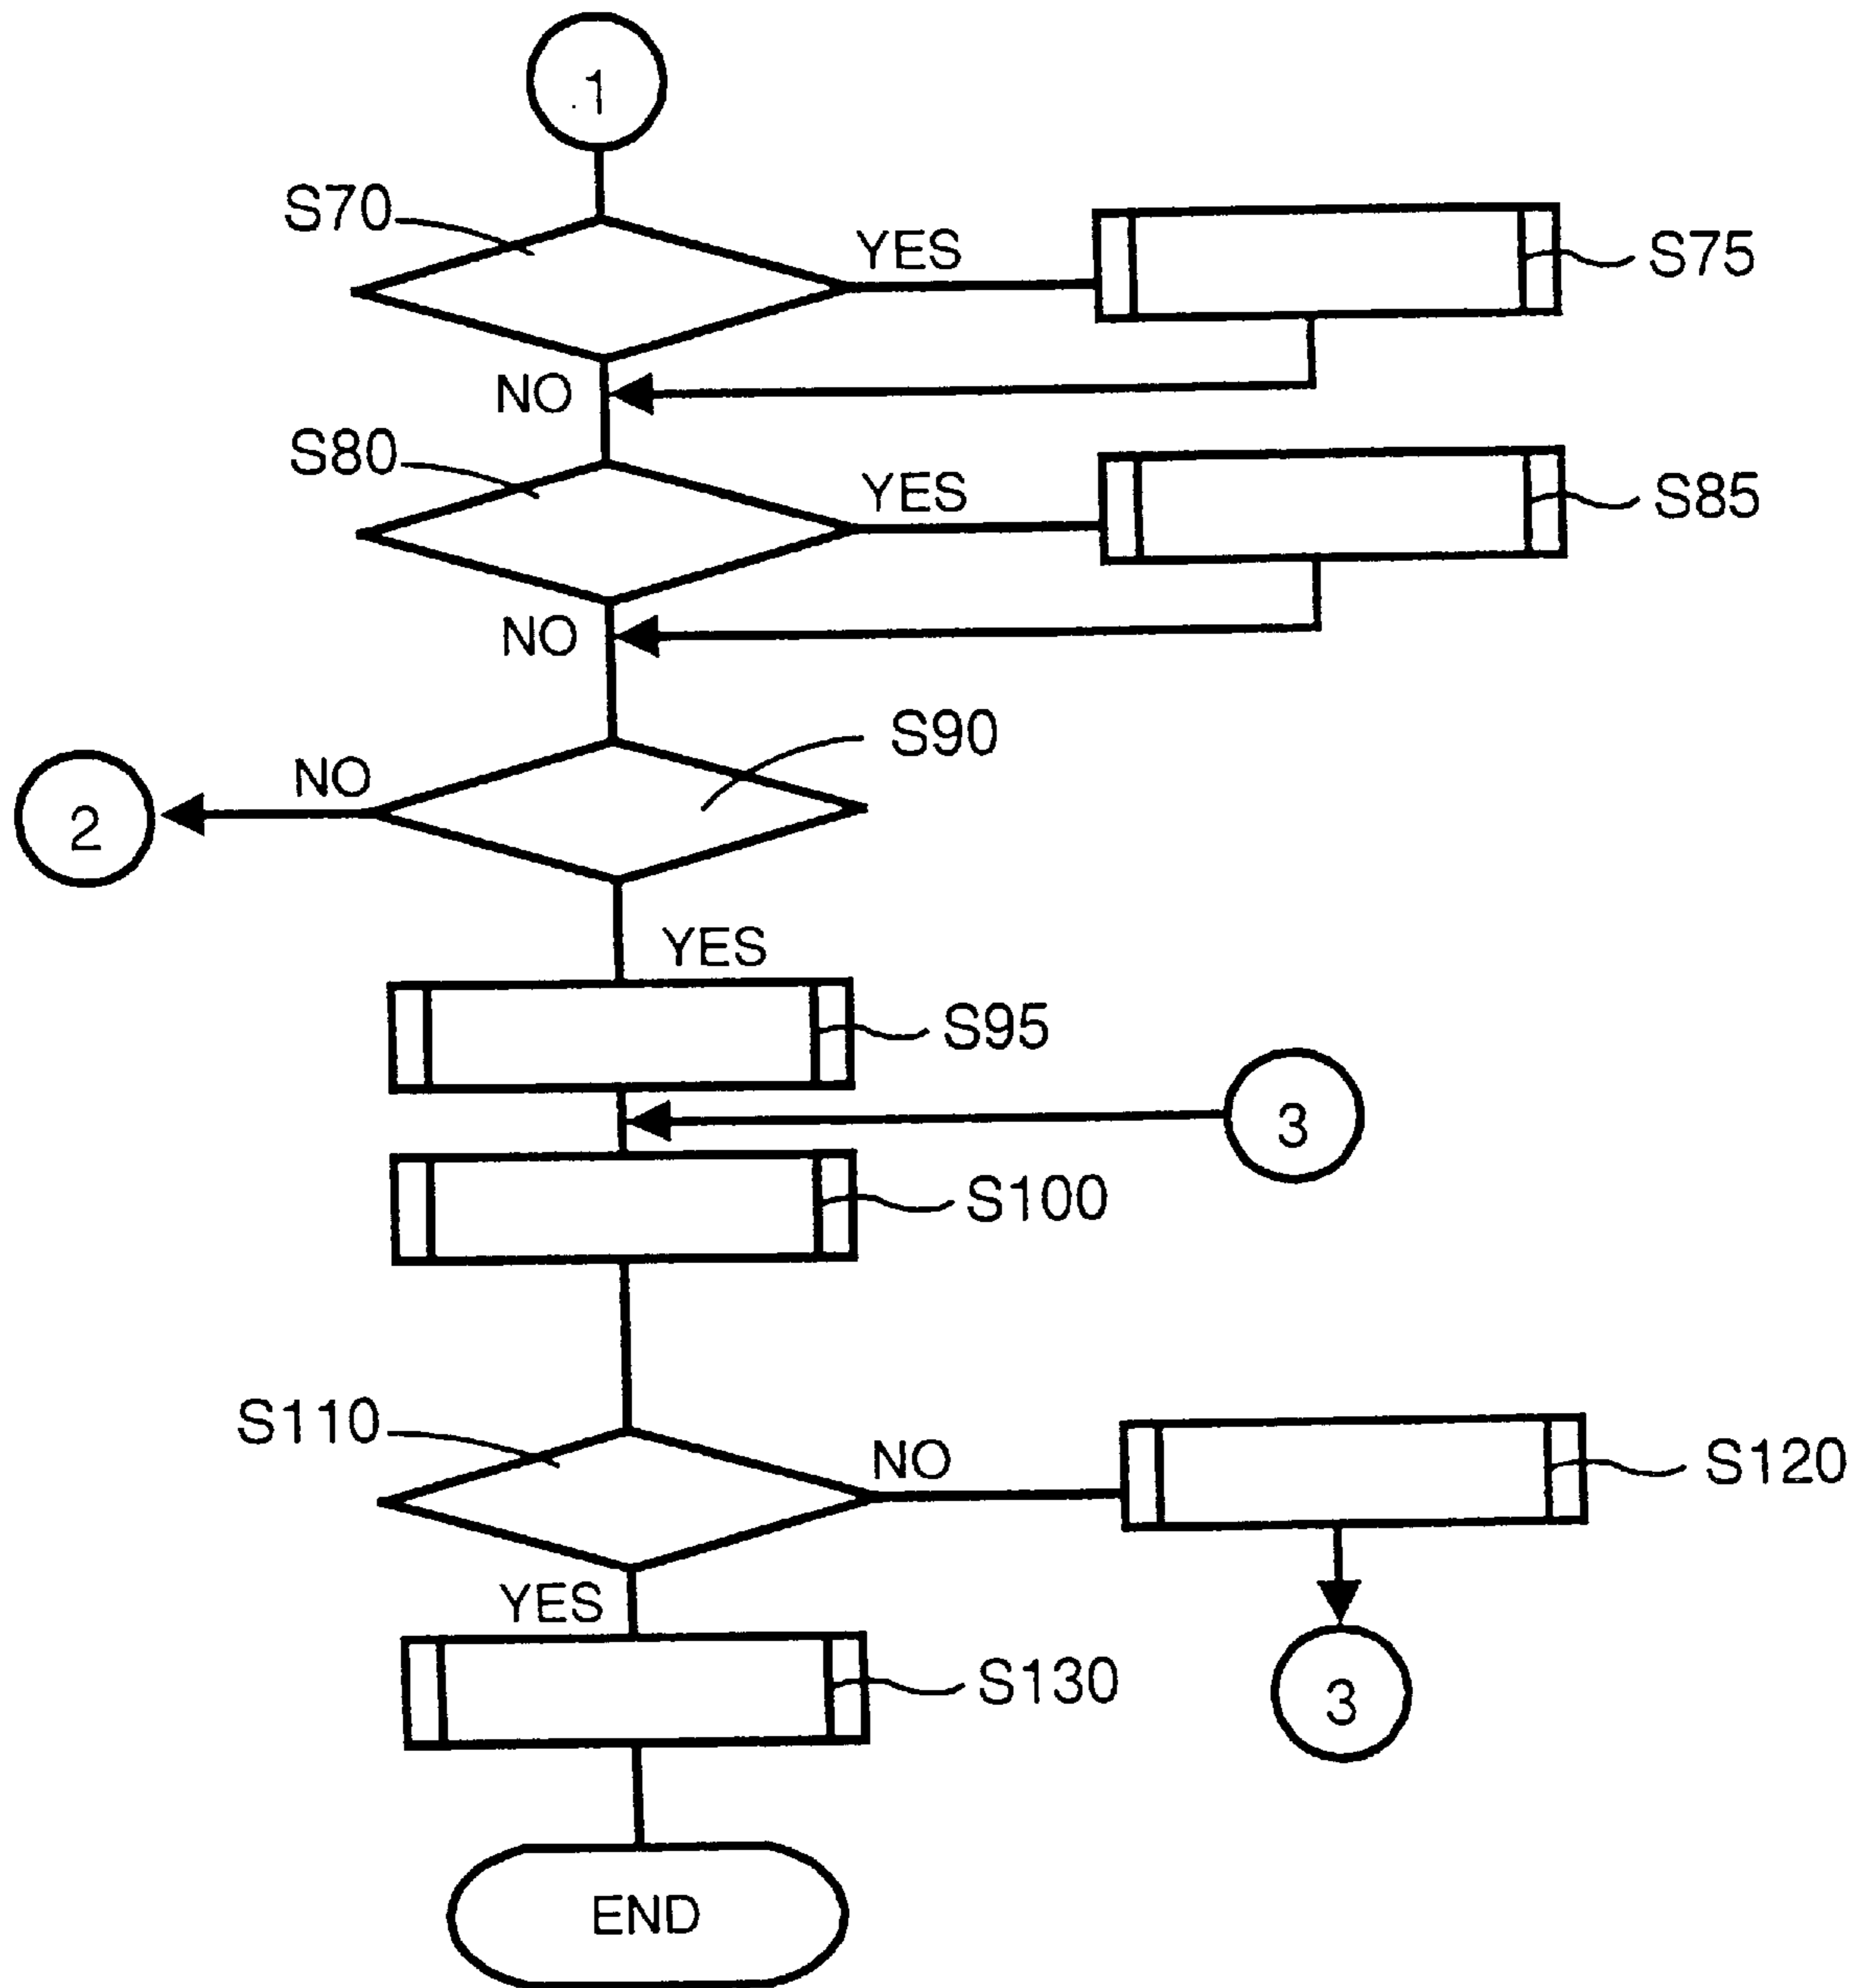 1
S70
YES
S75
NO
S80
YES
S85
NO
S90
NO
2
YES
S95
3
S100
S110
NO
S120
YES
S130
3
END